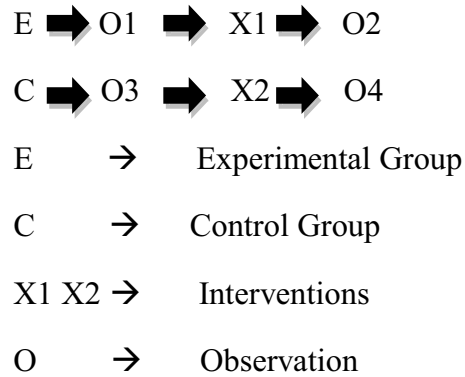 E ➡ O1 ➡ X1 ➡ O2
C ➡ O3 ➡ X2 ➡ O4
E → Experimental Group
C → Control Group
X1 X2 → Interventions
O → Observation